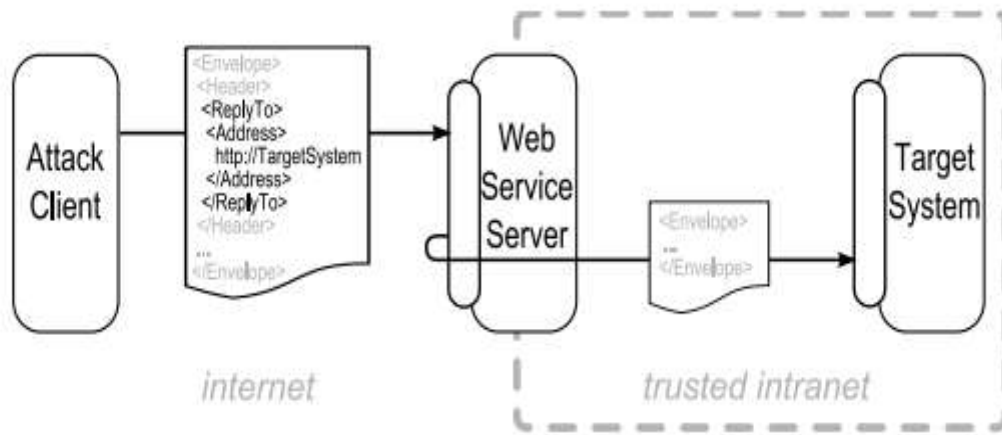 Attack
Client
<Envelope>
<Header>
<ReplyTo>
<Address>
http://TargetSystem
</Address>
</ReplyTo>
</Header>
...
</Envelope>
Web
Service
Server
<Envelope>
...
</Envelope>
Target
System
internet
trusted intranet